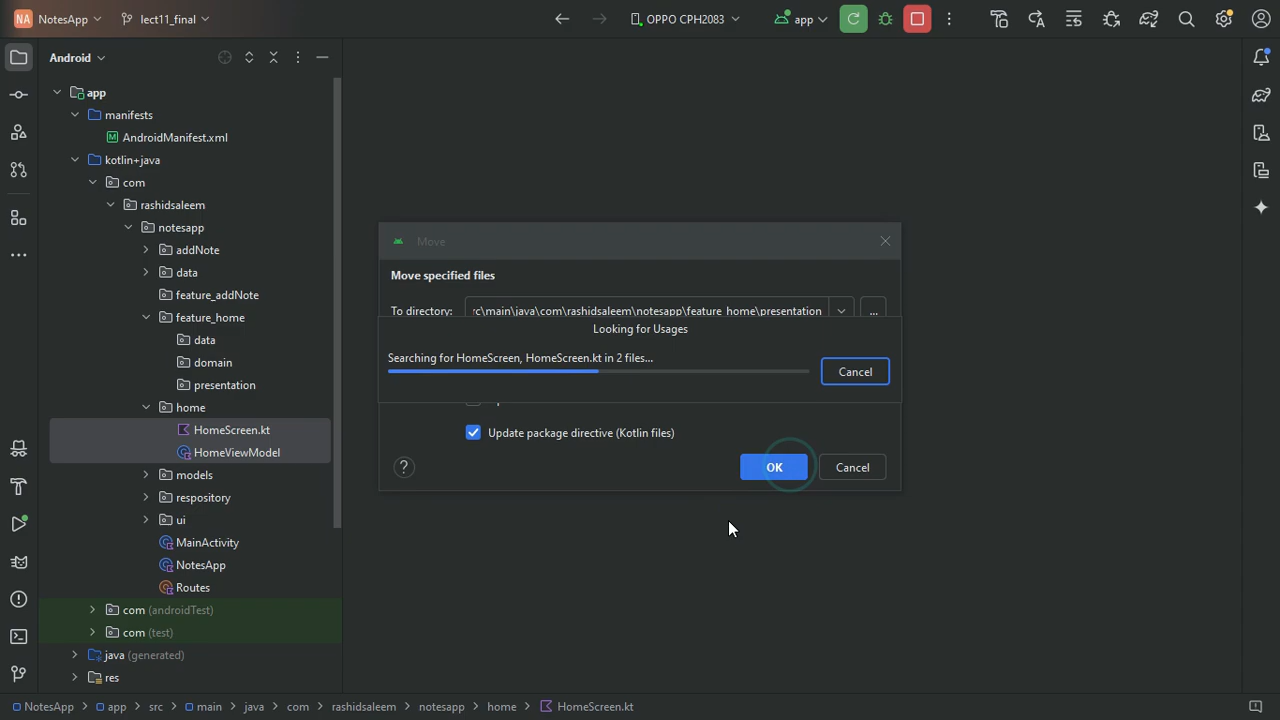 NA NotesApp lect11_final OPPO CPH2083 app
Android
app
manifests
AndroidManifest.xml
kotlin+java
com
rashidsaleem
notesapp
addNote
data
feature_addNote
feature_home
data
domain
presentation
home
HomeScreen.kt
HomeViewModel
models
respository
ui
MainActivity
NotesApp
Routes
com (androidTest)
com (test)
java (generated)
res
Move
Move specified files
To directory: rc\main\java\com\rashidsaleem\notesapp\feature_home\presentation ...
Looking for Usages
Searching for HomeScreen, HomeScreen.kt in 2 files...
Cancel
Update package directive (Kotlin files)
? OK Cancel
NotesApp > app > src > main > java > com > rashidsaleem > notesapp > home > HomeScreen.kt